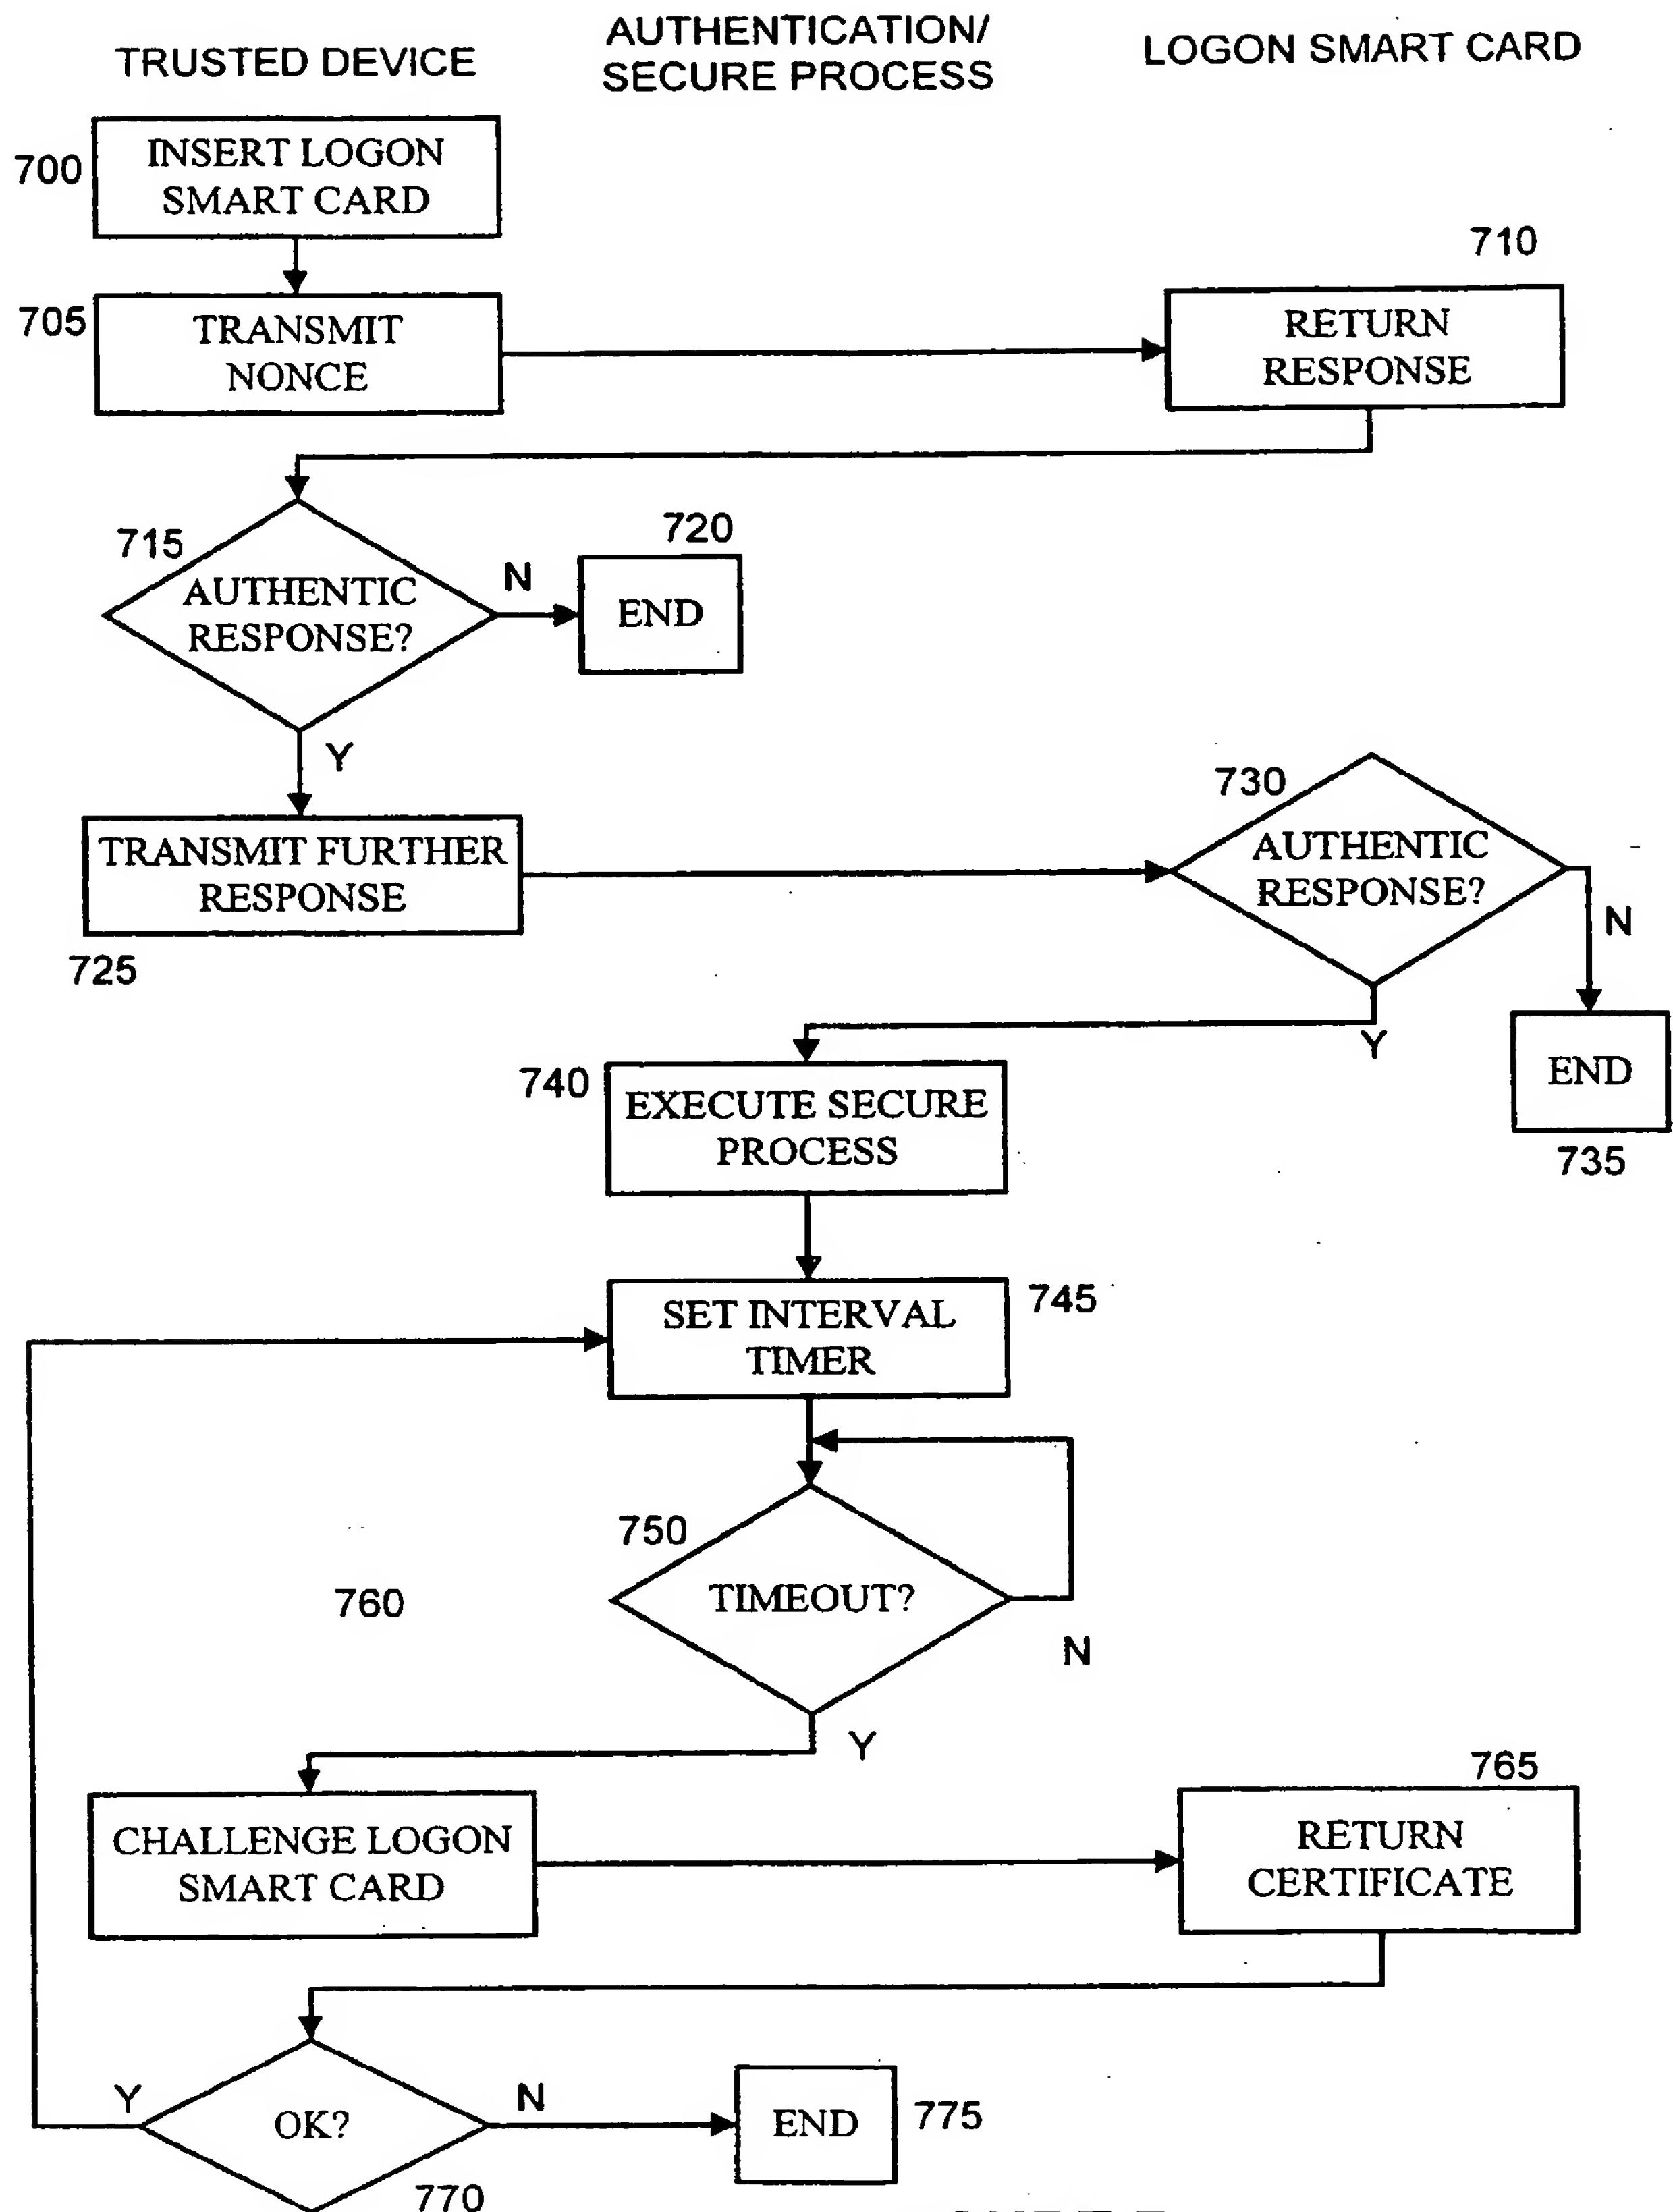 TRUSTED DEVICE
AUTHENTICATION/
SECURE PROCESS
LOGON SMART CARD
700
INSERT LOGON
SMART CARD
710
705
TRANSMIT
NONCE
RETURN
RESPONSE
715
AUTHENTIC
RESPONSE?
N
720
END
Y
TRANSMIT FURTHER
RESPONSE
725
730
AUTHENTIC
RESPONSE?
N
Y
END
735
740
EXECUTE SECURE
PROCESS
SET INTERVAL
TIMER
745
750
TIMEOUT?
N
760
Y
CHALLENGE LOGON
SMART CARD
765
RETURN
CERTIFICATE
Y
OK?
N
END
775
770